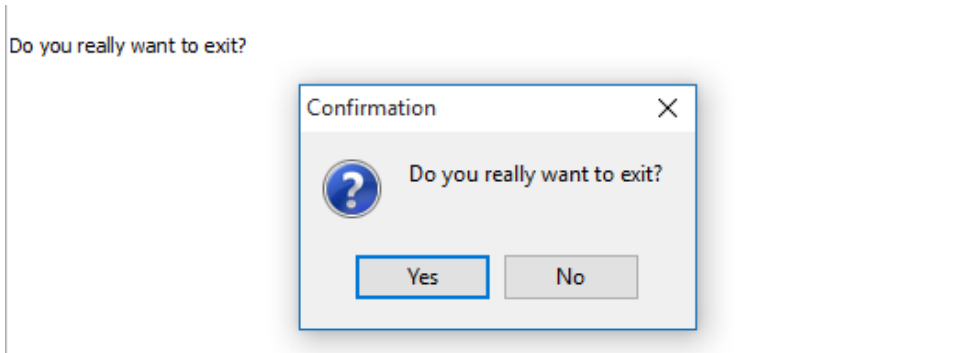 Do you really want to exit?
Confirmation
Do you really want to exit?
Yes No